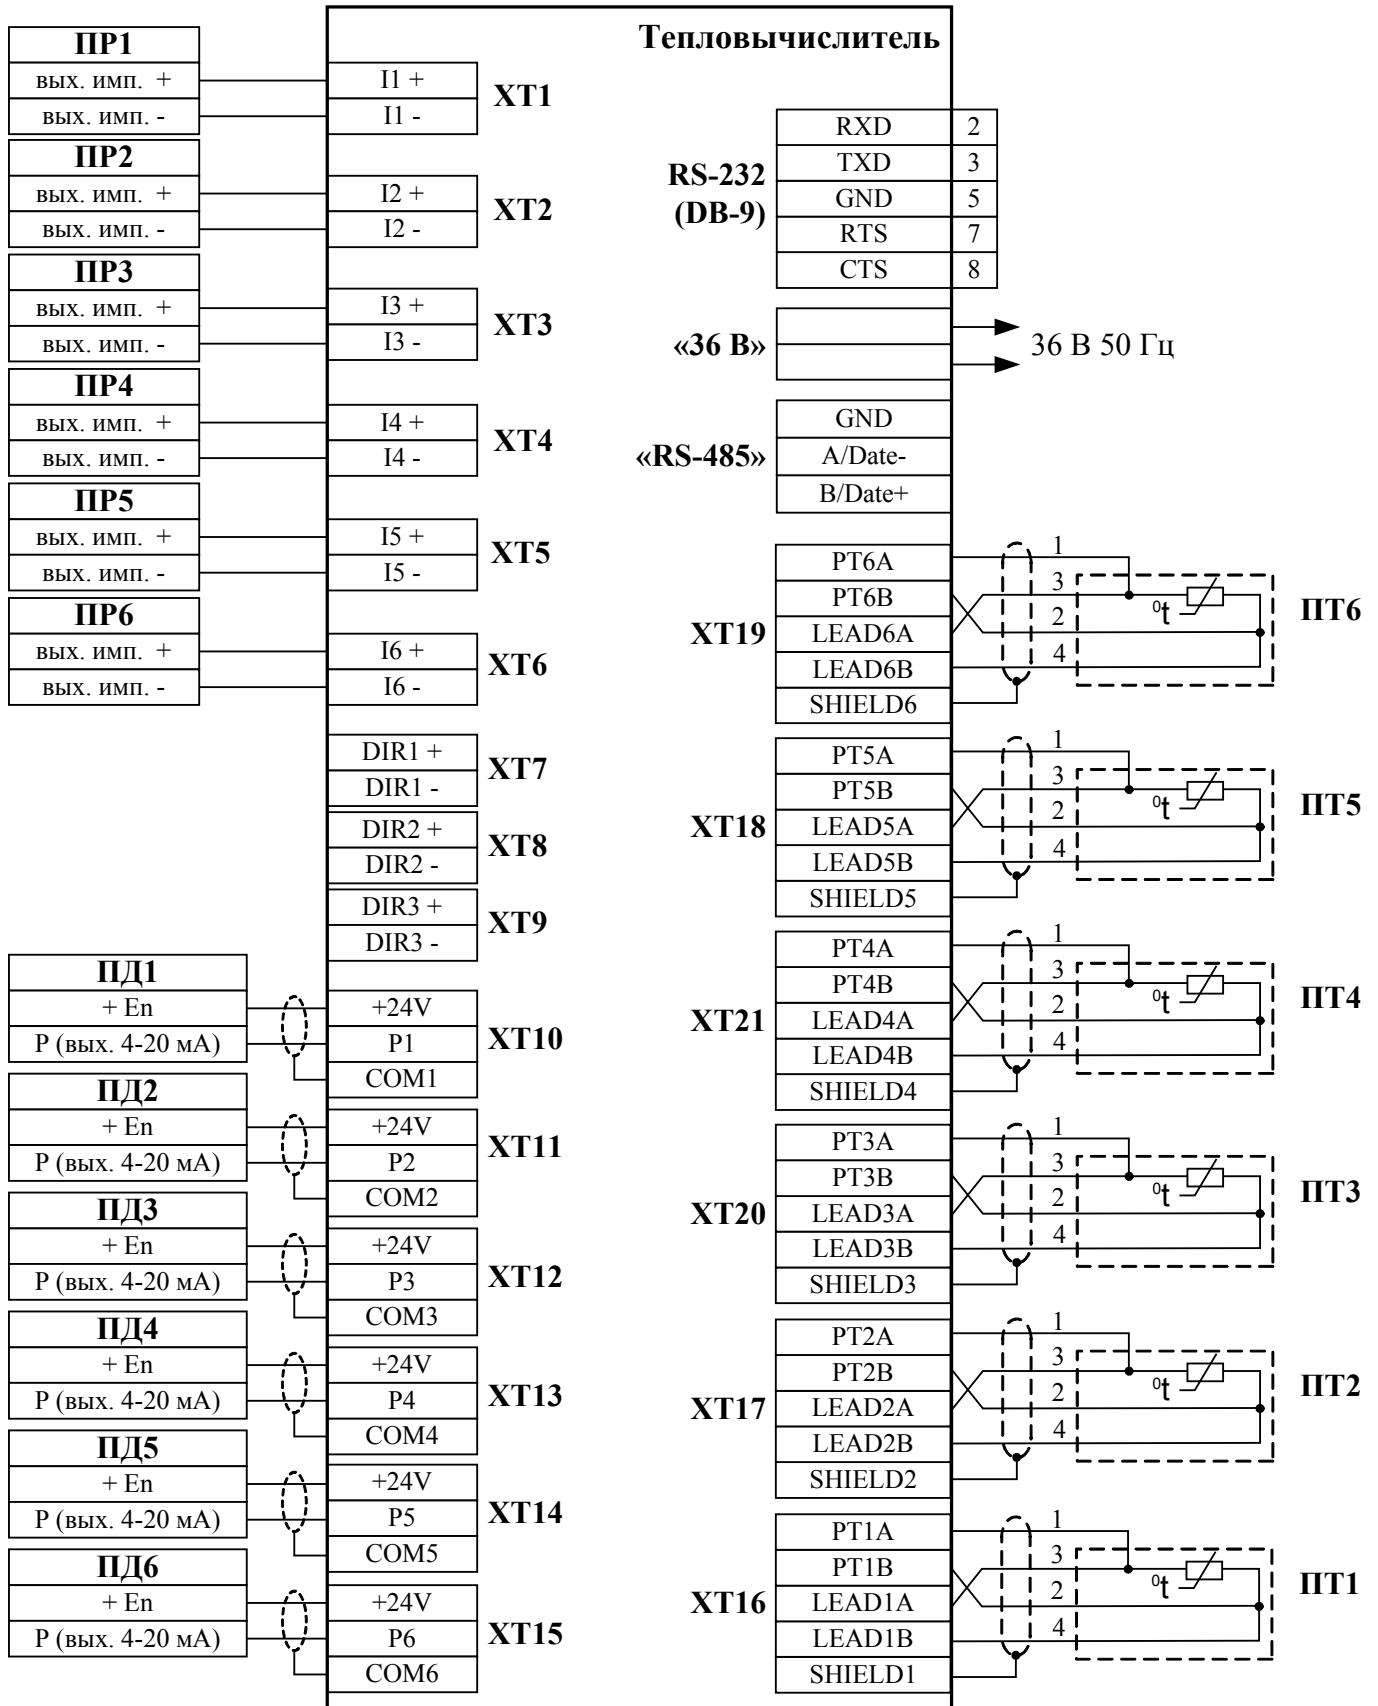 Тепловычислитель
ПР1
вых. имп. +
вых. имп. -
I1 +
I1 -
XT1
ПР2
вых. имп. +
вых. имп. -
I2 +
I2 -
XT2
ПР3
вых. имп. +
вых. имп. -
I3 +
I3 -
XT3
ПР4
вых. имп. +
вых. имп. -
I4 +
I4 -
XT4
ПР5
вых. имп. +
вых. имп. -
I5 +
I5 -
XT5
ПР6
вых. имп. +
вых. имп. -
I6 +
I6 -
XT6
DIR1 +
DIR1 -
XT7
DIR2 +
DIR2 -
XT8
DIR3 +
DIR3 -
XT9
ПД1
+ En
P (вых. 4-20 мА)
+24V
P1
COM1
XT10
ПД2
+ En
P (вых. 4-20 мА)
+24V
P2
COM2
XT11
ПД3
+ En
P (вых. 4-20 мА)
+24V
P3
COM3
XT12
ПД4
+ En
P (вых. 4-20 мА)
+24V
P4
COM4
XT13
ПД5
+ En
P (вых. 4-20 мА)
+24V
P5
COM5
XT14
ПД6
+ En
P (вых. 4-20 мА)
+24V
P6
COM6
XT15
RS-232
(DB-9)
RXD 2
TXD 3
GND 5
RTS 7
CTS 8
«36 В»
36 В 50 Гц
«RS-485»
GND
A/Date-
B/Date+
XT19
PT6A
PT6B
LEAD6A
LEAD6B
SHIELD6
1
3
2
4
0t
ПТ6
XT18
PT5A
PT5B
LEAD5A
LEAD5B
SHIELD5
1
3
2
4
0t
ПТ5
XT21
PT4A
PT4B
LEAD4A
LEAD4B
SHIELD4
1
3
2
4
0t
ПТ4
XT20
PT3A
PT3B
LEAD3A
LEAD3B
SHIELD3
1
3
2
4
0t
ПТ3
XT17
PT2A
PT2B
LEAD2A
LEAD2B
SHIELD2
1
3
2
4
0t
ПТ2
XT16
PT1A
PT1B
LEAD1A
LEAD1B
SHIELD1
1
3
2
4
0t
ПТ1